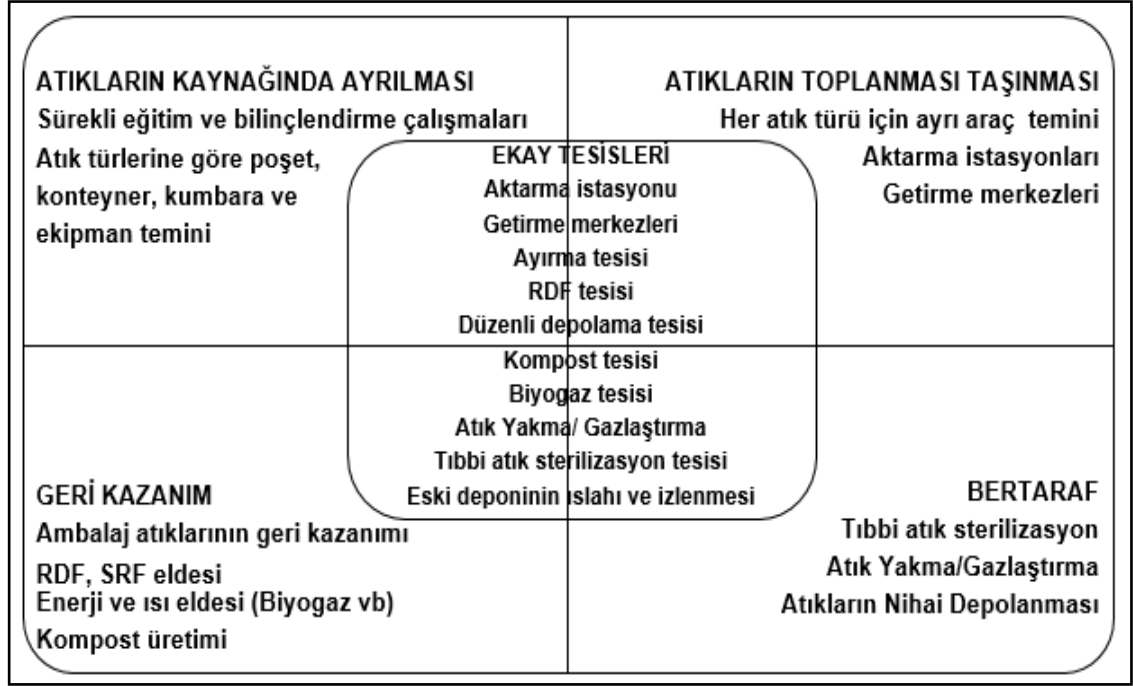 ATIKLARIN KAYNAĞINDA AYRILMASI
Sürekli eğitim ve bilinçlendirme çalışmaları
Atık türlerine göre poşet,
konteyner, kumbara ve
ekipman temini
ATIKLARIN TOPLANMASI TAŞINMASI
Her atık türü için ayrı araç temini
Aktarma istasyonları
Getirme merkezleri
EKAY TESİSLERİ
Aktarma istasyonu
Getirme merkezleri
Ayırma tesisi
RDF tesisi
Düzenli depolama tesisi
Kompost tesisi
Biyogaz tesisi
Atık Yakma/ Gazlaştırma
Tıbbi atık sterilizasyon tesisi
Eski deponinin ıslahı ve izlenmesi
GERİ KAZANIM
Ambalaj atıklarının geri kazanımı
RDF, SRF eldesi
Enerji ve ısı eldesi (Biyogaz vb)
Kompost üretimi
BERTARAF
Tıbbi atık sterilizasyon
Atık Yakma/Gazlaştırma
Atıkların Nihai Depolanması